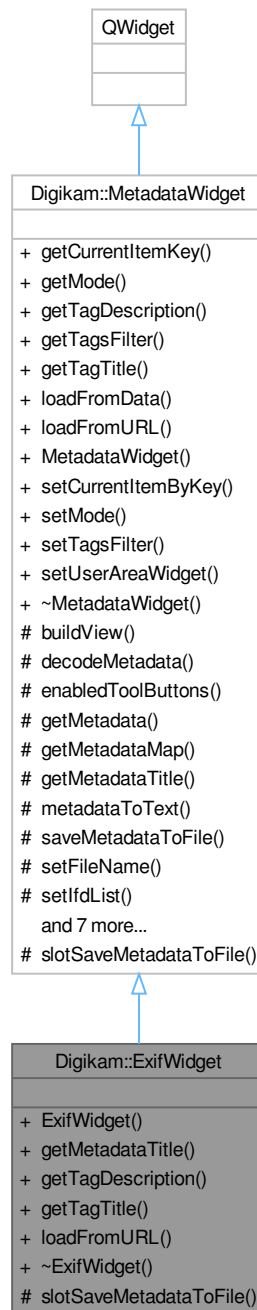 QWidget
Digikam::MetadataWidget
+ getCurrentItemKey()
+ getMode()
+ getTagDescription()
+ getTagsFilter()
+ getTagTitle()
+ loadFromData()
+ loadFromURL()
+ MetadataWidget()
+ setCurrentItemByKey()
+ setMode()
+ setTagsFilter()
+ setUserAreaWidget()
+ ~MetadataWidget()
# buildView()
# decodeMetadata()
# enabledToolButtons()
# getMetadata()
# getMetadataMap()
# getMetadataTitle()
# metadataToText()
# saveMetadataToFile()
# setFileName()
# setIfdList()
and 7 more...
# slotSaveMetadataToFile()
Digikam::ExifWidget
+ ExifWidget()
+ getMetadataTitle()
+ getTagDescription()
+ getTagTitle()
+ loadFromURL()
+ ~ExifWidget()
# slotSaveMetadataToFile()